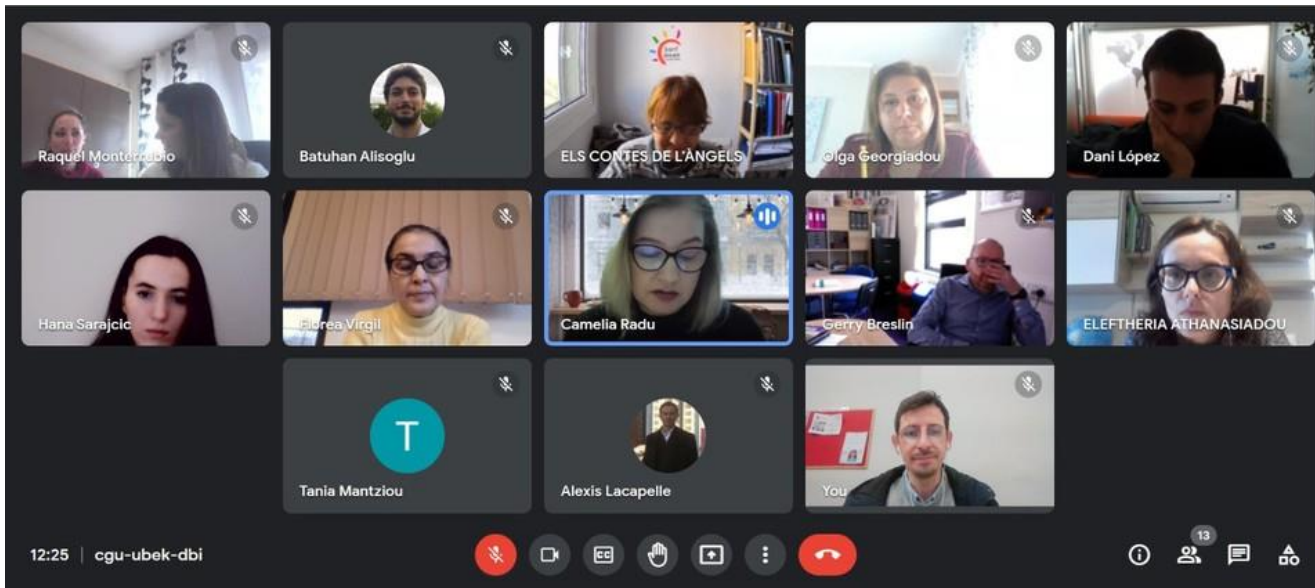 Raquel Monterrubio
Batuhan Alisoglu
ELS CONTES DE L'ÀNGELS
Olga Georgiadou
Dani López
Hana Sarajcic
Florea Virgil
Camelia Radu
Gerry Breslin
ELEFTHERIA ATHANASIADOU
T
Tania Mantziou
Alexis Lacapelle
You
12:25 | cgu-ubek-dbi
CC
13